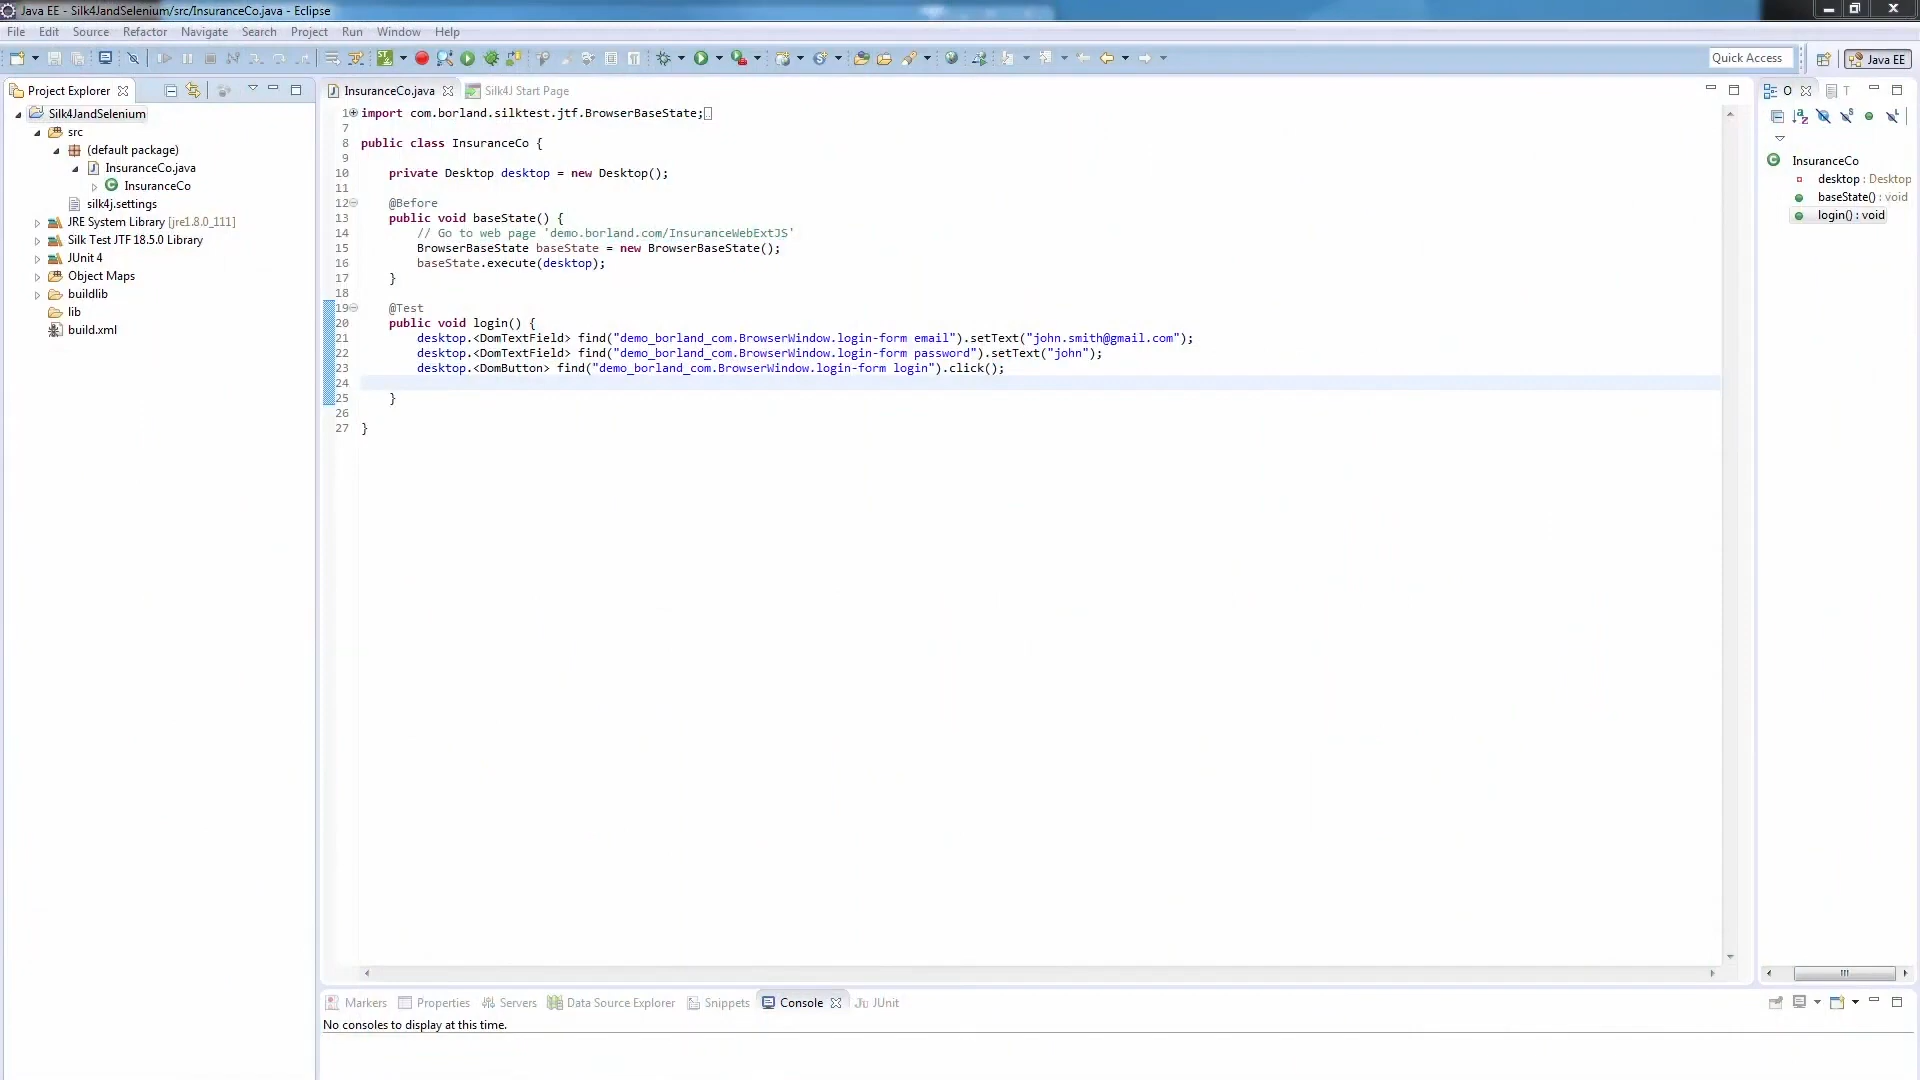 Java EE - Silk4JandSelenium/src/InsuranceCo.java - Eclipse
File Edit Source Refactor Navigate Search Project Run Window Help
Quick Access
Java EE
Project Explorer
Silk4JandSelenium
src
(default package)
InsuranceCo.java
InsuranceCo
silk4j.settings
JRE System Library [jre1.8.0_111]
Silk Test JTF 18.5.0 Library
JUnit 4
Object Maps
buildlib
lib
build.xml
InsuranceCo.java Silk4J Start Page
1 import com.borland.silktest.jtf.BrowserBaseState;
7
8 public class InsuranceCo {
9
10 private Desktop desktop = new Desktop();
11
12 @Before
13 public void baseState() {
14 // Go to web page 'demo.borland.com/InsuranceWebExtJS'
15 BrowserBaseState baseState = new BrowserBaseState();
16 baseState.execute(desktop);
17 }
18
19 @Test
20 public void login() {
21 desktop.<DomTextField> find("demo_borland_com.BrowserWindow.login-form email").setText("john.smith@gmail.com");
22 desktop.<DomTextField> find("demo_borland_com.BrowserWindow.login-form password").setText("john");
23 desktop.<DomButton> find("demo_borland_com.BrowserWindow.login-form login").click();
24
25 }
26
27 }
O T
InsuranceCo
desktop : Desktop
baseState() : void
login() : void
Markers Properties Servers Data Source Explorer Snippets Console JUnit
No consoles to display at this time.